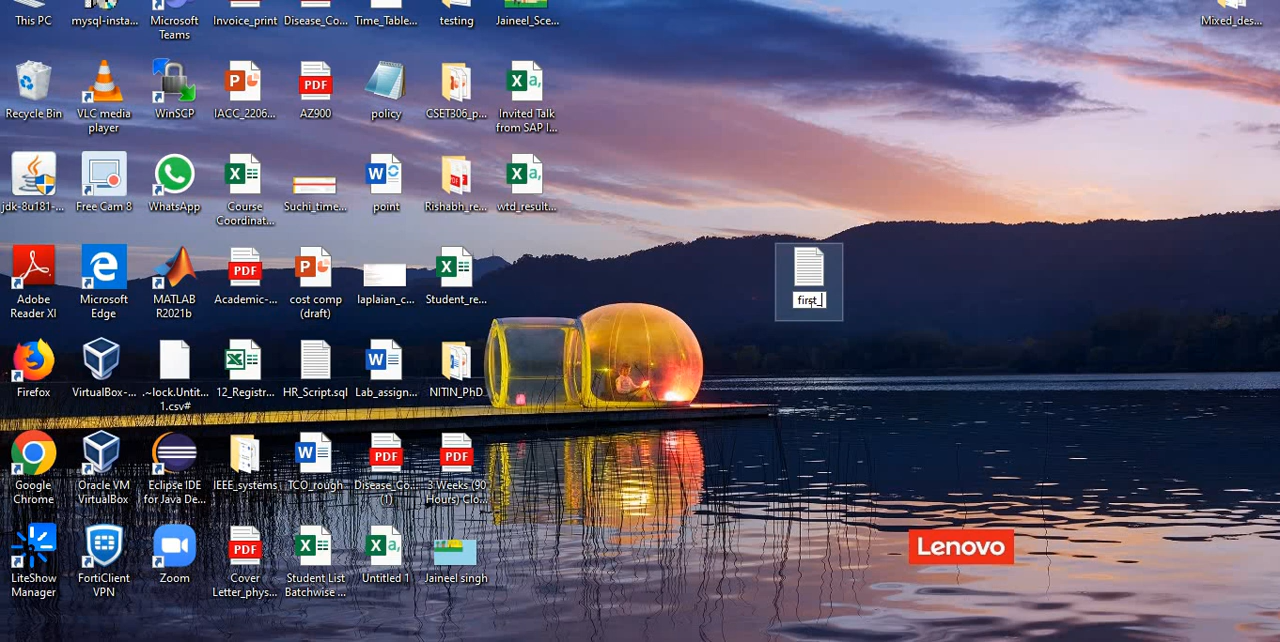 This PC
mysql-insta...
Microsoft
Teams
Invoice_print
Disease_Co...
Time_Table...
testing
Jaineel_Sce...
Mixed_des...
Recycle Bin
VLC media
player
WinSCP
IACC_2206...
PDF
AZ900
policy
CSET306_p...
Invited Talk
from SAP I...
jdk-8u181-...
Free Cam 8
WhatsApp
Course
Coordinat...
Suchi_time...
point
Rishabh_re...
wtd_result...
Adobe
Reader XI
Microsoft
Edge
MATLAB
R2021b
PDF
Academic-...
cost comp
(draft)
laplaian_c...
Student_re...
first_
Firefox
VirtualBox-...
.~lock.Untit...
1.csv#
12_Registr...
HR_Script.sql
Lab_assign...
NITIN_PhD
Google
Chrome
Oracle VM
VirtualBox
Eclipse IDE
for Java De...
IEEE_systems
TCO_rough
PDF
Disease_Co...
(1)
PDF
3 Weeks (90
Hours) Clo...
LiteShow
Manager
FortiClient
VPN
Zoom
PDF
Cover
Letter_phys...
Student List
Batchwise ...
Untitled 1
Jaineel singh
Lenovo